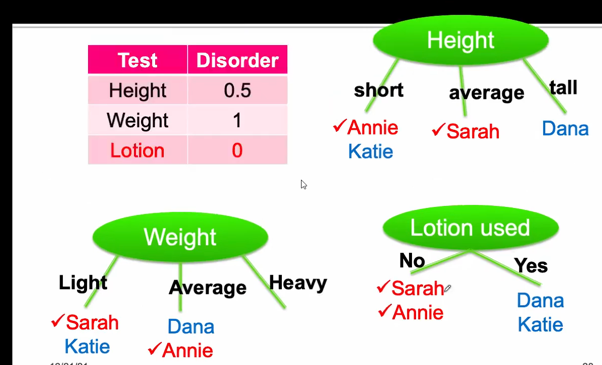 Test Disorder
Height 0.5
Weight 1
Lotion 0
Height
short average tall
✓Annie ✓Sarah Dana
Katie
Weight
Light Average Heavy
✓Sarah Dana
Katie ✓Annie
Lotion used
No Yes
✓Sarah Dana
✓Annie Katie